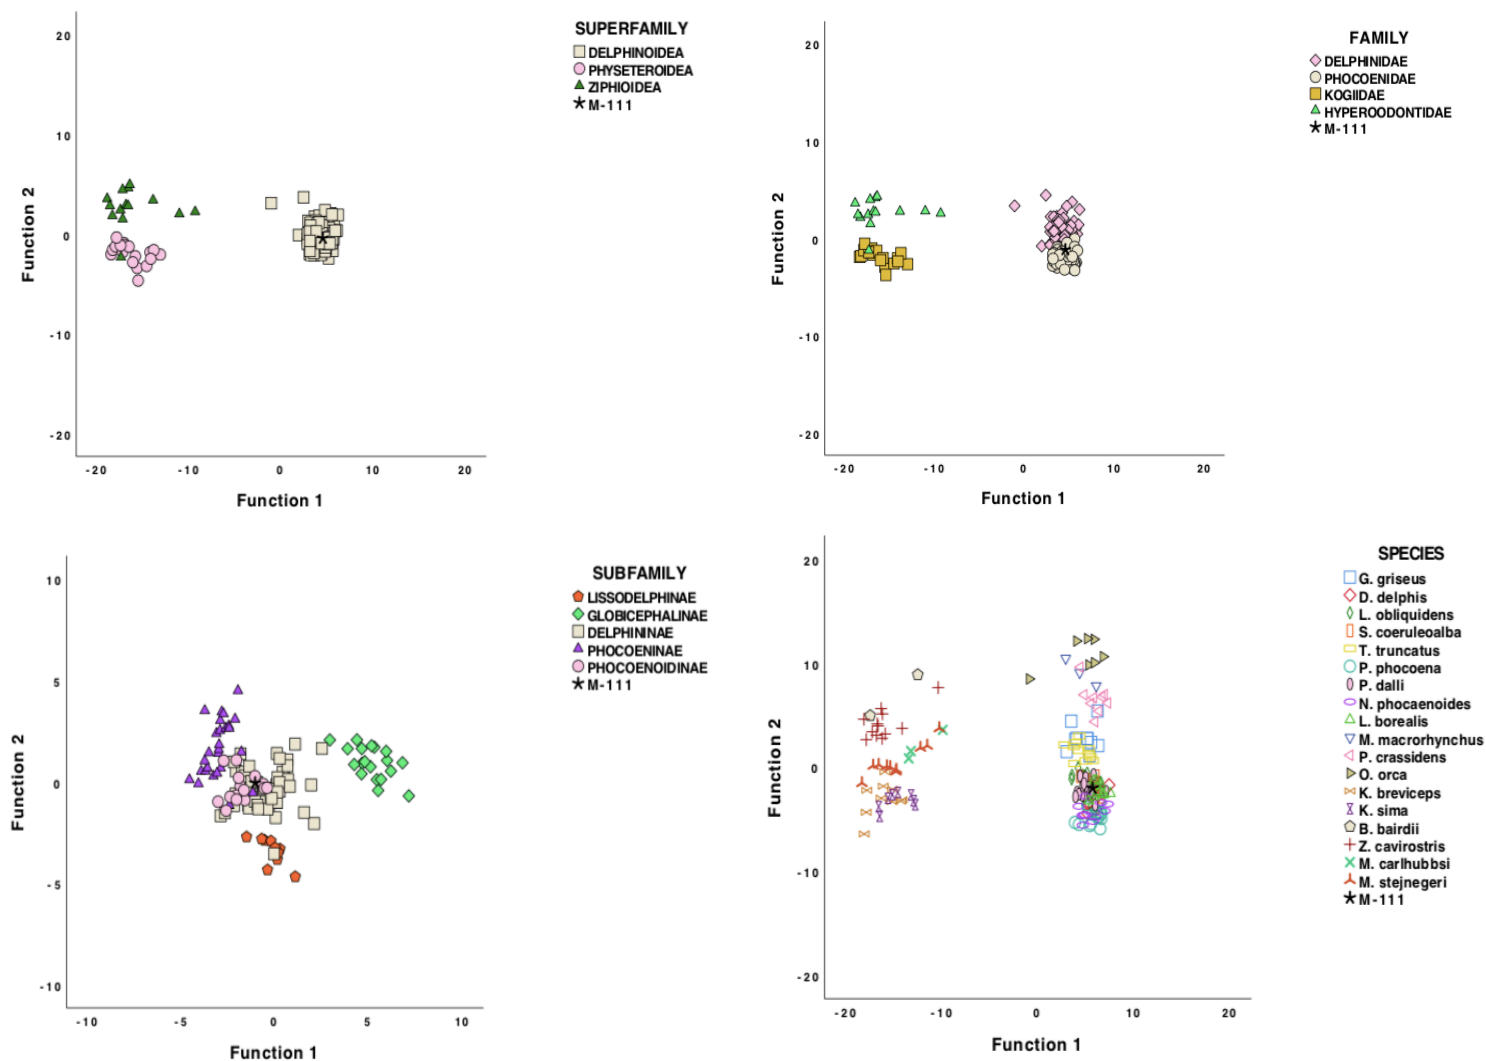 SUPERFAMILY
DELPHINOIDEA
PHYSETEROIDEA
ZIPHIOIDEA
M-111
20
10
0
-10
-20
Function 2
-20
-10
0
10
20
Function 1
FAMILY
DELPHINIDAE
PHOCOENIDAE
KOGIIDAE
HYPEROODONTIDAE
M-111
20
10
0
-10
-20
Function 2
-20
-10
0
10
20
Function 1
SUBFAMILY
LISSODELPHINAE
GLOBICEPHALINAE
DELPHININAE
PHOCOENINAE
PHOCOENOIDINAE
M-111
10
5
0
-5
-10
Function 2
-10
-5
0
5
10
Function 1
SPECIES
G. griseus
D. delphis
L. obliquidens
S. coeruleoalba
T. truncatus
P. phocoena
P. dalli
N. phocaenoides
L. borealis
M. macrorhynchus
P. crassidens
O. orca
K. breviceps
K. sima
B. bairdii
Z. cavirostris
M. carlhubbsi
M. stejnegeri
M-111
20
10
0
-10
-20
Function 2
-20
-10
0
10
20
Function 1